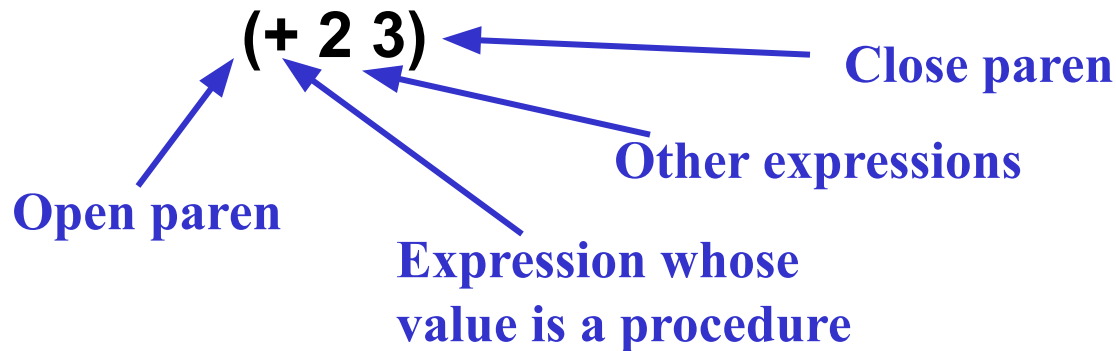 (+ 2 3)
Close paren
Other expressions
Open paren
Expression whose
value is a procedure